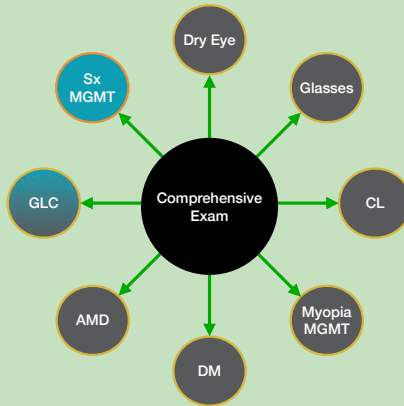 Dry Eye
Sx
MGMT
Glasses
GLC
Comprehensive
Exam
CL
AMD
Myopia
MGMT
DM